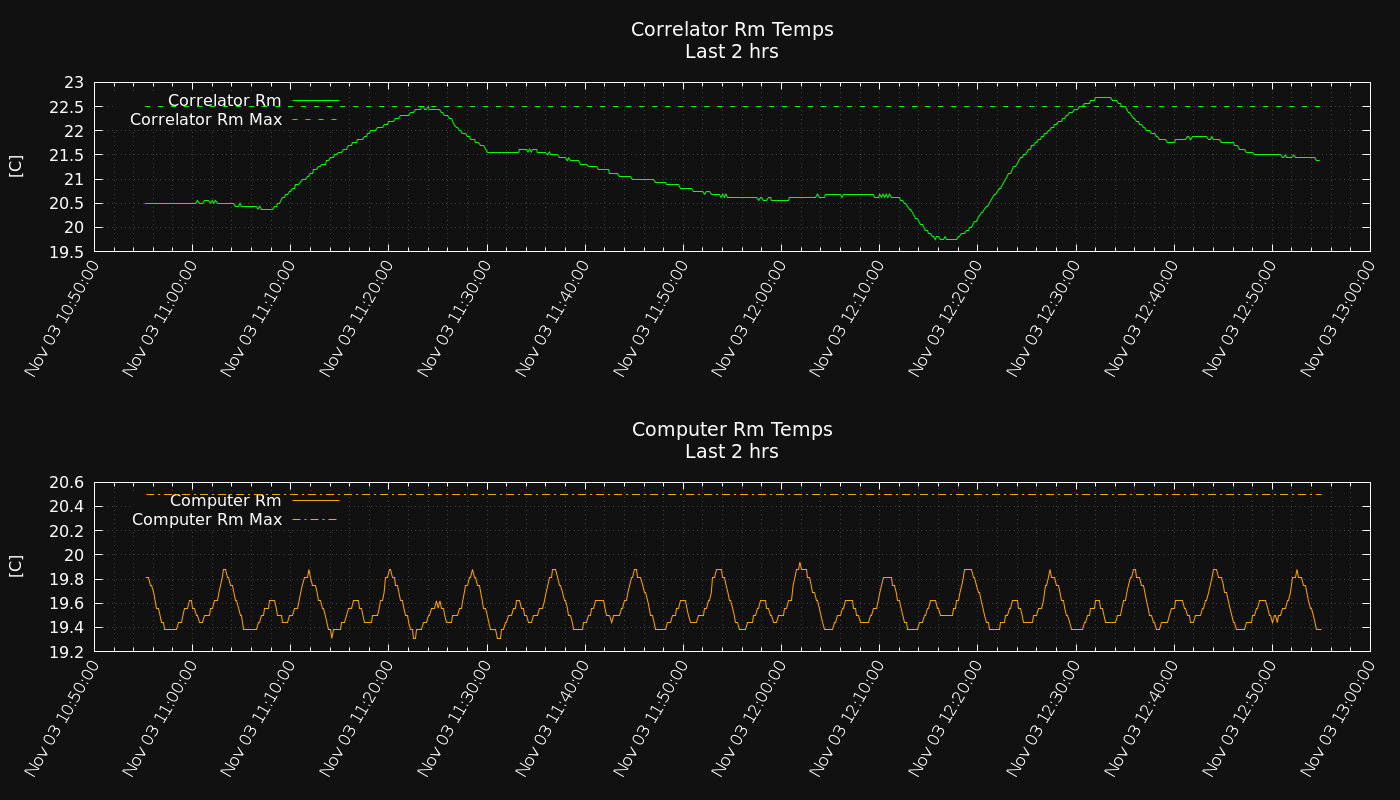 Correlator Rm Temps
Last 2 hrs
23
22.5
22
21.5
21
20.5
20
19.5
[C]
Correlator Rm
Correlator Rm Max
Nov 03 10:50:00
Nov 03 11:00:00
Nov 03 11:10:00
Nov 03 11:20:00
Nov 03 11:30:00
Nov 03 11:40:00
Nov 03 11:50:00
Nov 03 12:00:00
Nov 03 12:10:00
Nov 03 12:20:00
Nov 03 12:30:00
Nov 03 12:40:00
Nov 03 12:50:00
Nov 03 13:00:00
Computer Rm Temps
Last 2 hrs
20.6
20.4
20.2
20
19.8
19.6
19.4
19.2
[C]
Computer Rm
Computer Rm Max
Nov 03 10:50:00
Nov 03 11:00:00
Nov 03 11:10:00
Nov 03 11:20:00
Nov 03 11:30:00
Nov 03 11:40:00
Nov 03 11:50:00
Nov 03 12:00:00
Nov 03 12:10:00
Nov 03 12:20:00
Nov 03 12:30:00
Nov 03 12:40:00
Nov 03 12:50:00
Nov 03 13:00:00